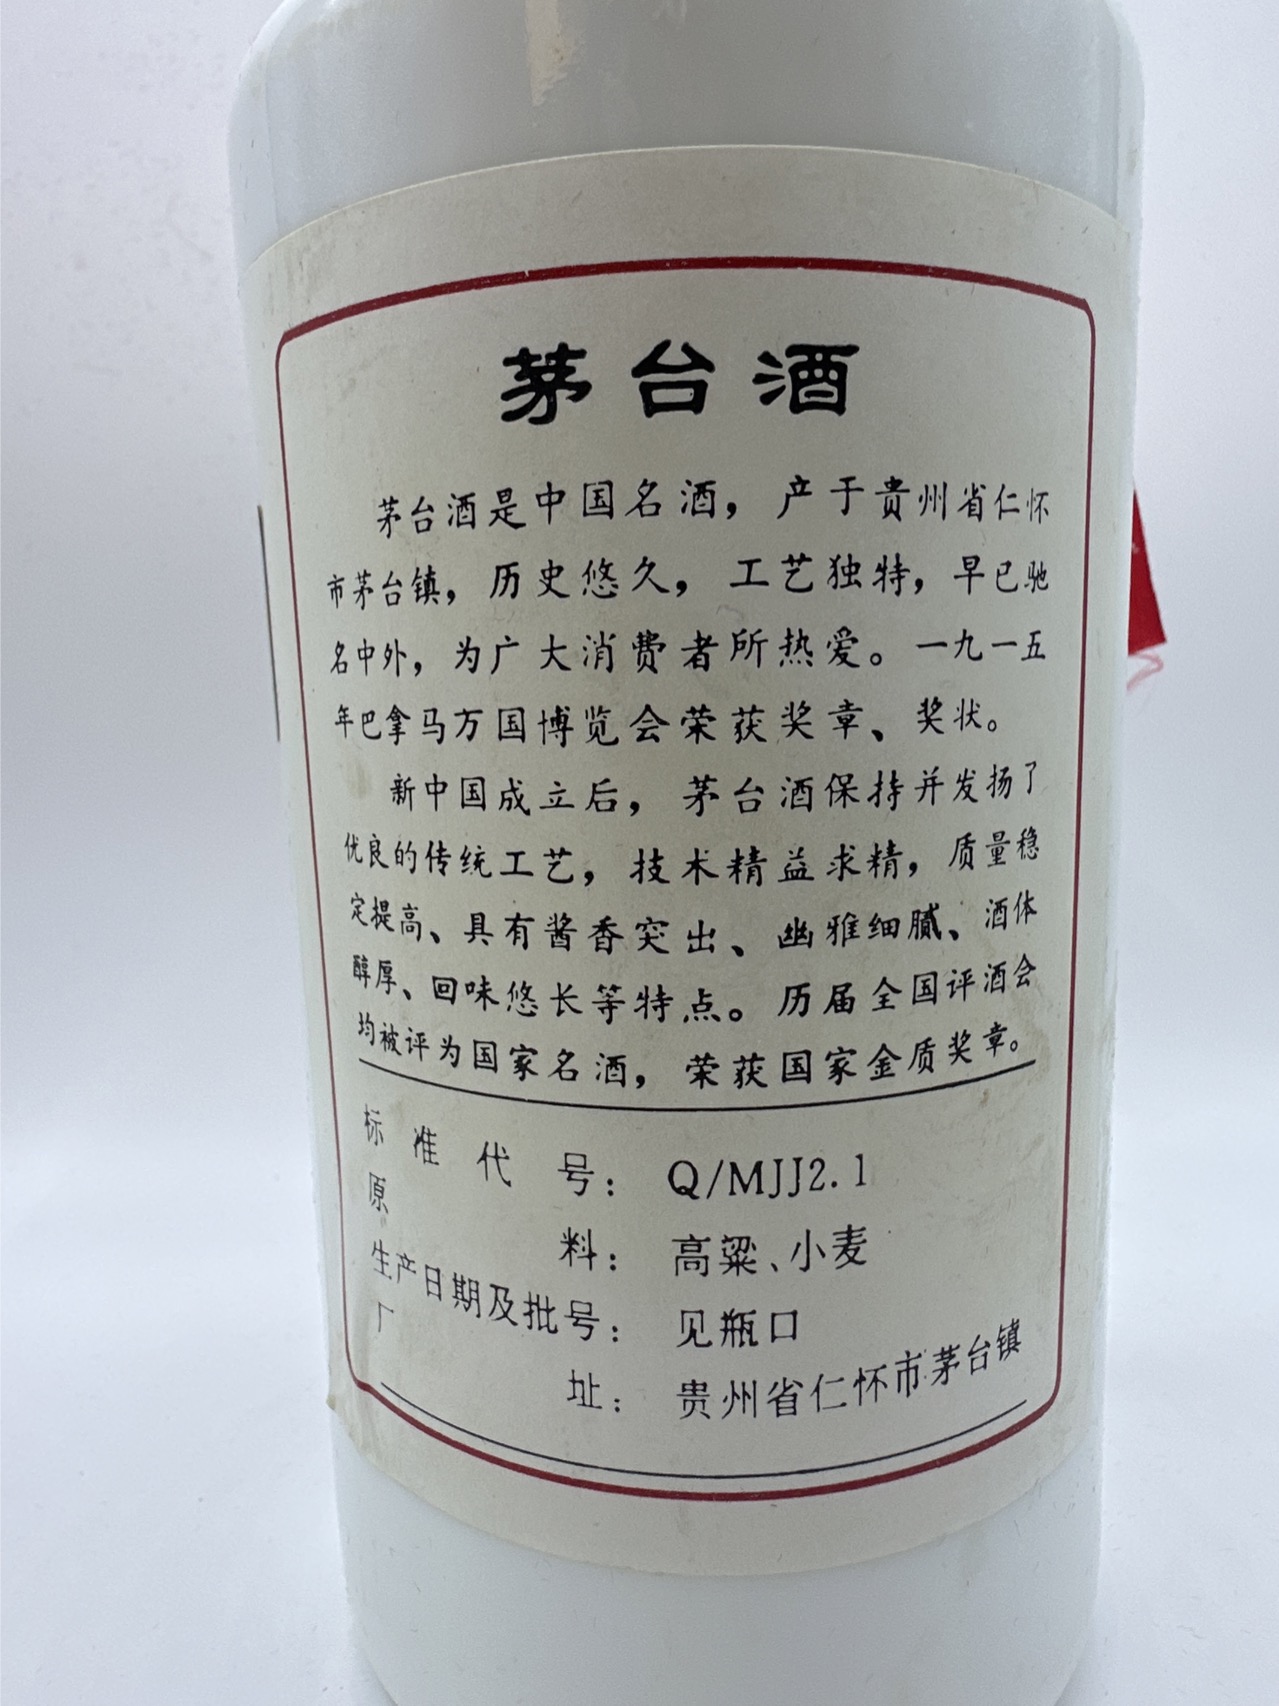 茅台酒
茅台酒是中国名酒，产于贵州省仁怀
市茅台镇，历史悠久，工艺独特，早已驰
名中外，为广大消费者所热爱。一九一五
年巴拿马万国博览会荣获奖章、奖状。
新中国成立后，茅台酒保持并发扬了
优良的传统工艺，技术精益求精，质量稳
定提高、具有酱香突出、幽雅细腻、酒体
醇厚、回味悠长等特点。历届全国评酒会
均被评为国家名酒，荣获国家金质奖章。
标准代号：Q/MJJ2.1
原料：高粱、小麦
生产日期及批号：见瓶口
厂址：贵州省仁怀市茅台镇